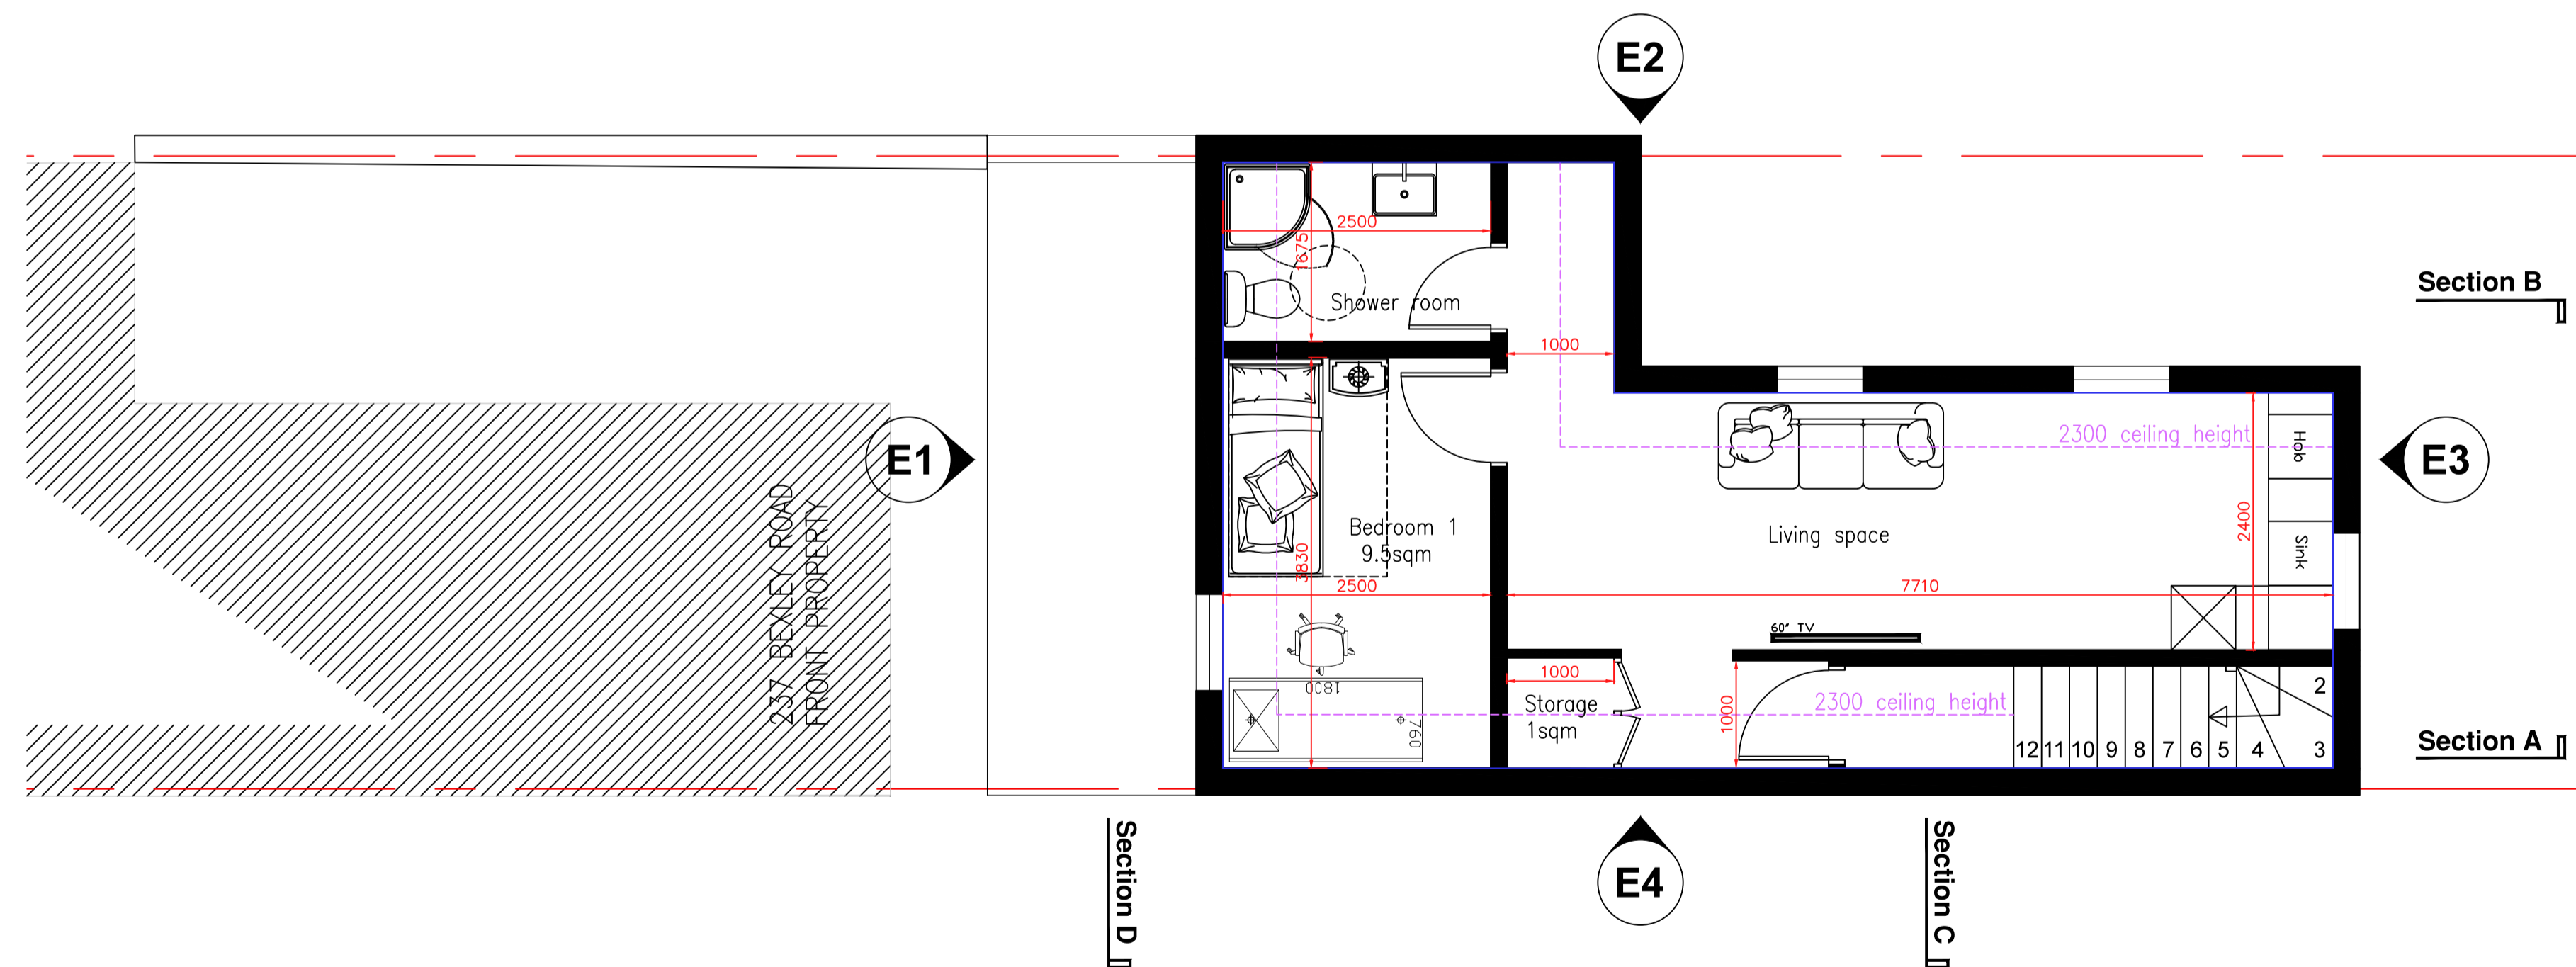 E2
Section B
2500
1675
Shower room
1000
E1
E3
2300 ceiling height
Hob
237 BEXLEY ROAD
FRONT PROPERTY
Bedroom 1
9.5sqm
Living space
2400
Sink
3830
2500
7710
60" TV
1800
760
1000
Storage
1sqm
1000
2300 ceiling height
2
12 11 10 9 8 7 6 5 4 3
Section A
Section D
E4
Section C